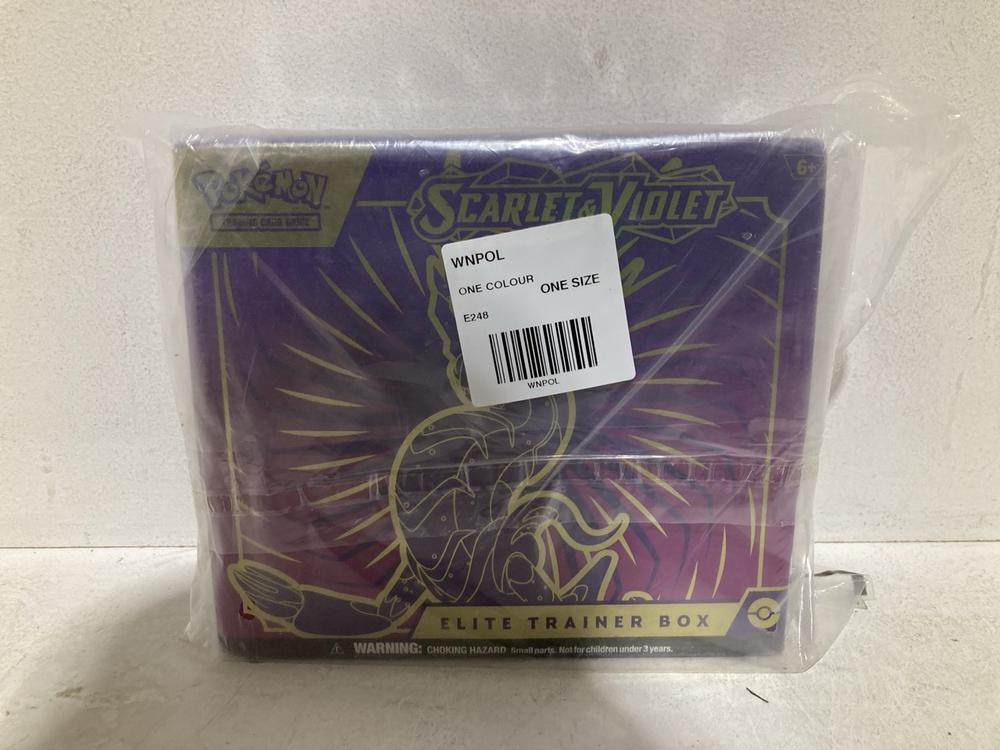 Pokémon
TRADING CARD GAME
SCARLET & VIOLET
6+
WNPOL
ONE COLOUR ONE SIZE
E248
WNPOL
ELITE TRAINER BOX
WARNING: CHOKING HAZARD Small parts. Not for children under 3 years.